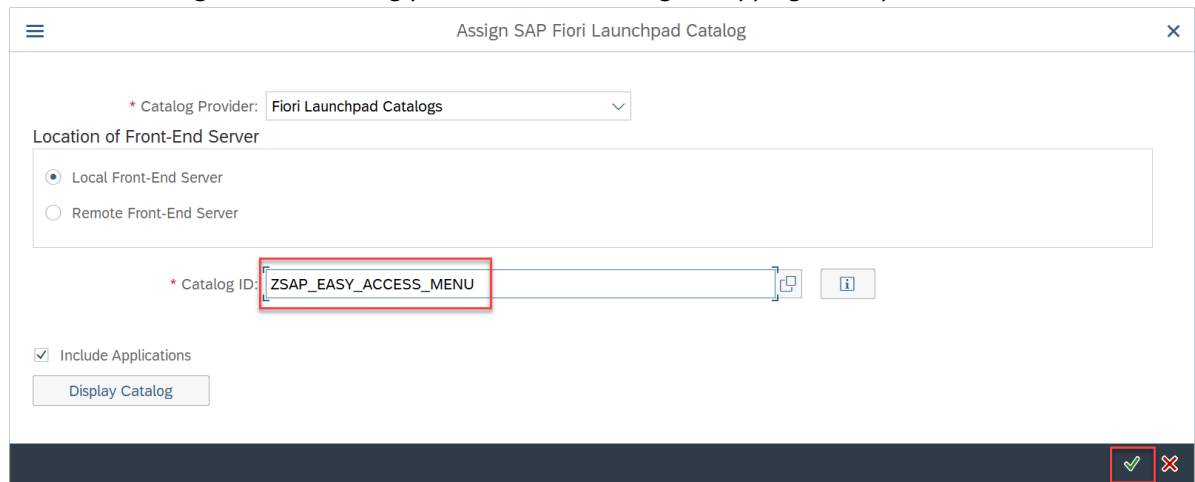 Assign SAP Fiori Launchpad Catalog
* Catalog Provider: Fiori Launchpad Catalogs
Location of Front-End Server
Local Front-End Server
Remote Front-End Server
* Catalog ID: ZSAP_EASY_ACCESS_MENU
Include Applications
Display Catalog